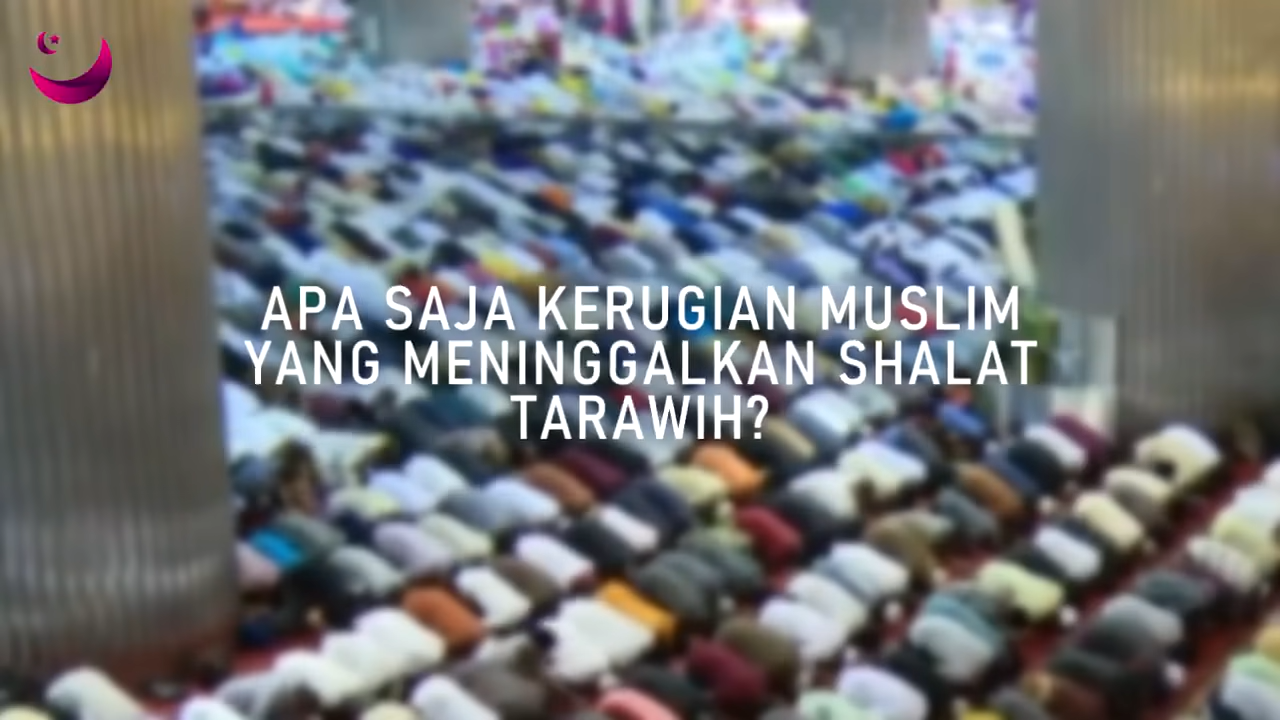 APA SAJA KERUGIAN MUSLIM
YANG MENINGGALKAN SHALAT
TARAWIH?